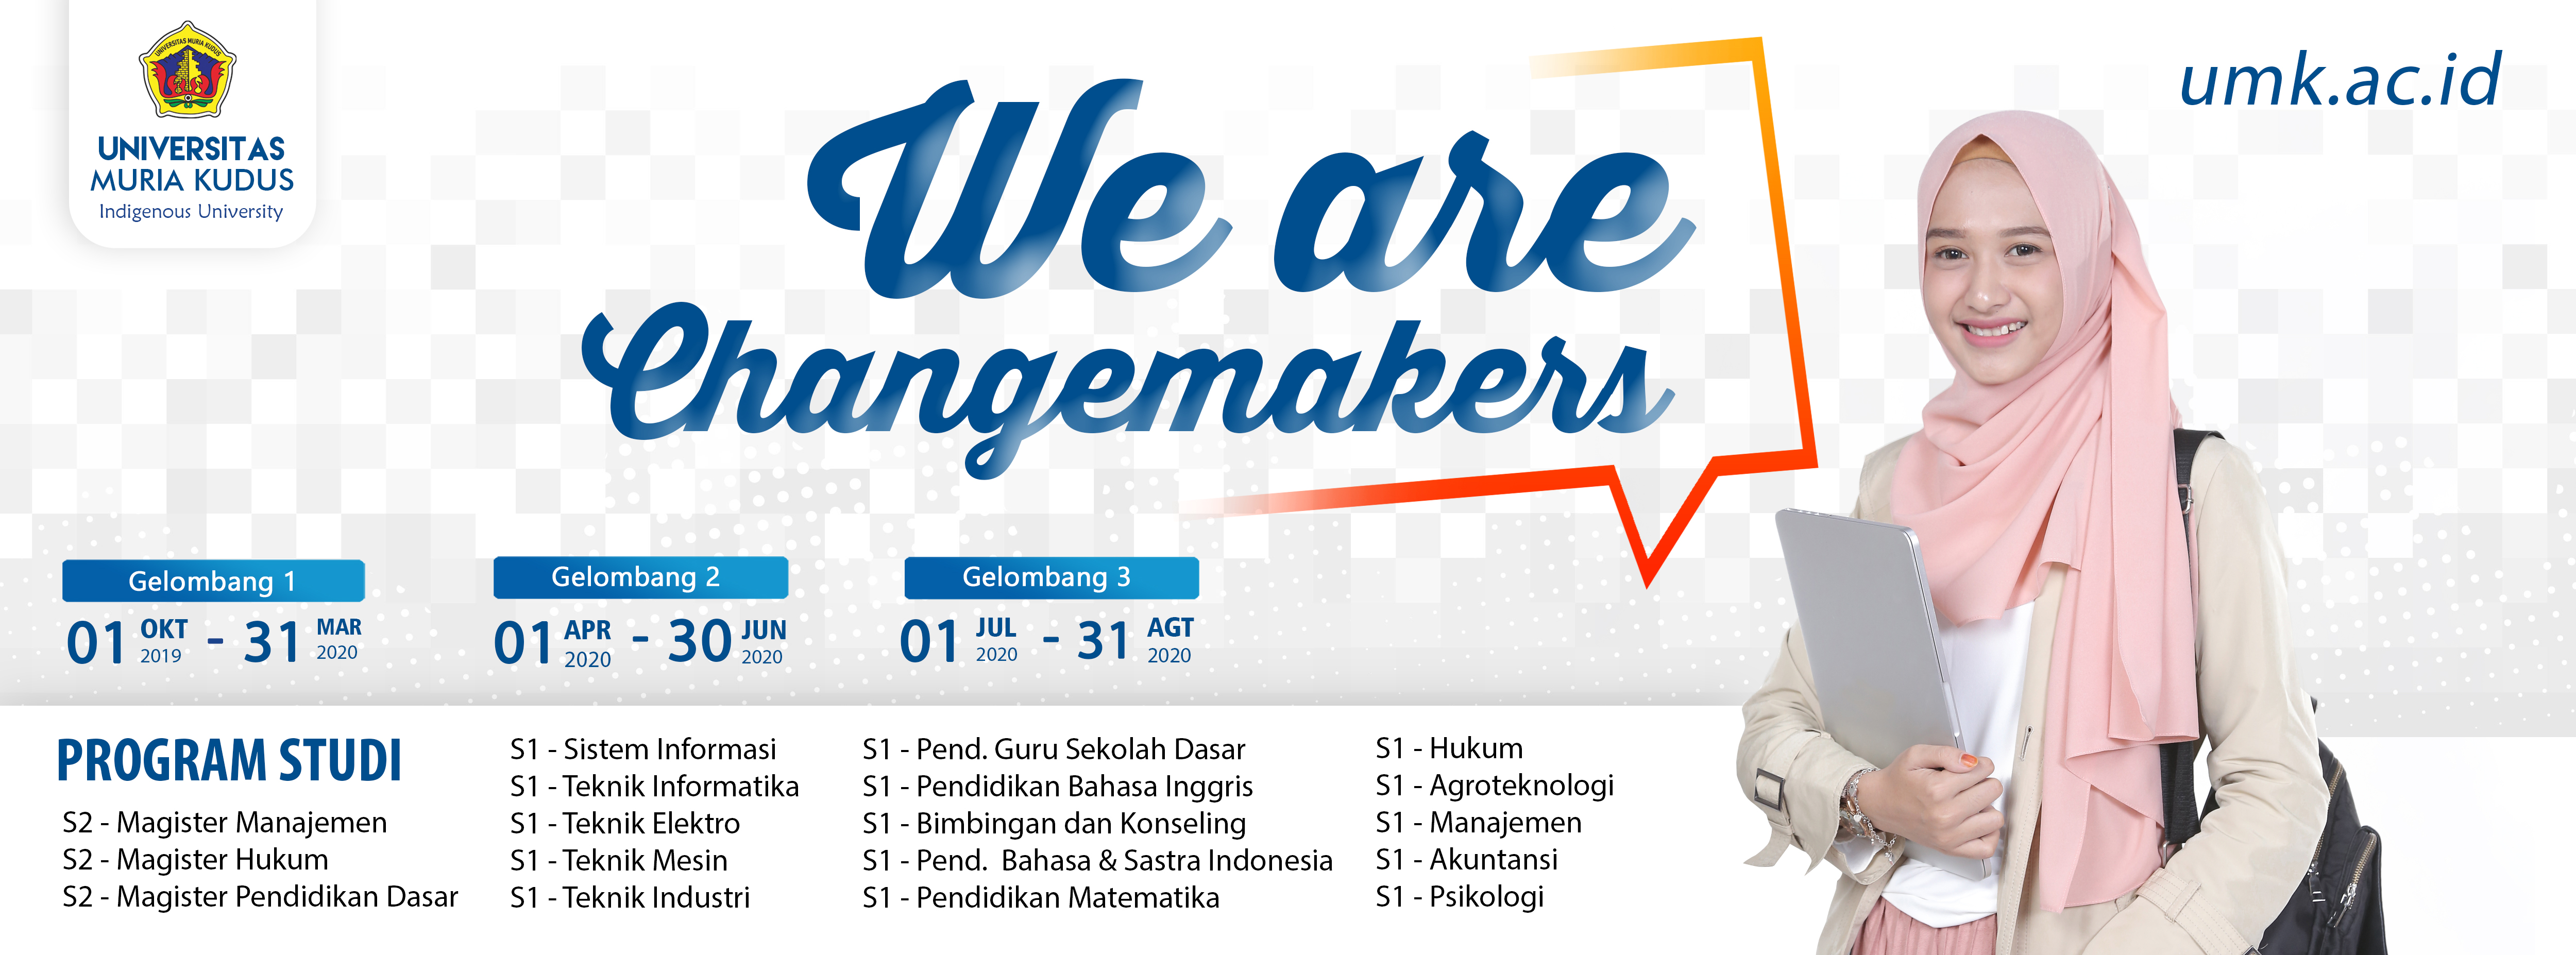 UNIVERSITAS MURIA KUDUS
UNIVERSITAS
MURIA KUDUS
Indigenous University
umk.ac.id
We are
Changemakers
Gelombang 1
01 OKT 2019 - 31 MAR 2020
Gelombang 2
01 APR 2020 - 30 JUN 2020
Gelombang 3
01 JUL 2020 - 31 AGT 2020
PROGRAM STUDI
S2 - Magister Manajemen
S2 - Magister Hukum
S2 - Magister Pendidikan Dasar
S1 - Sistem Informasi
S1 - Teknik Informatika
S1 - Teknik Elektro
S1 - Teknik Mesin
S1 - Teknik Industri
S1 - Pend. Guru Sekolah Dasar
S1 - Pendidikan Bahasa Inggris
S1 - Bimbingan dan Konseling
S1 - Pend. Bahasa & Sastra Indonesia
S1 - Pendidikan Matematika
S1 - Hukum
S1 - Agroteknologi
S1 - Manajemen
S1 - Akuntansi
S1 - Psikologi